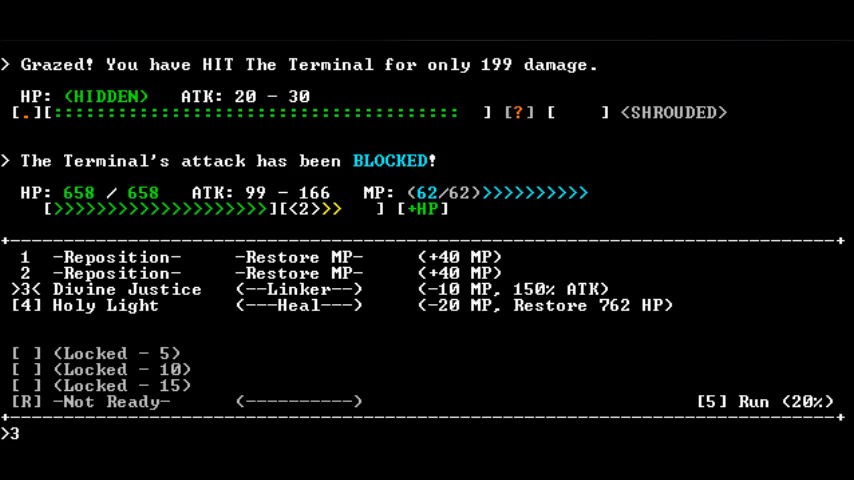 > Grazed! You have HIT The Terminal for only 199 damage.
HP: (HIDDEN) ATK: 20 - 30
[.][:::::::::::::::::::::::::::::::::::::: ] [?] [ ] <SHROUDED>
> The Terminal's attack has been BLOCKED!
HP: 658 / 658 ATK: 99 - 166 MP: (62/62)>>>>>>>>>>
[>>>>>>>>>>>>>>>>>>>>][<2>>> ] [+HP]
1 -Reposition- -Restore MP- (+40 MP)
2 -Reposition- -Restore MP- (+40 MP)
>3< Divine Justice (--Linker--) (-10 MP, 150% ATK)
[4] Holy Light (---Heal---) (-20 MP, Restore 762 HP)
[ ] (Locked - 5)
[ ] (Locked - 10)
[ ] (Locked - 15)
[R] -Not Ready- (----------) [5] Run (20%)
>3